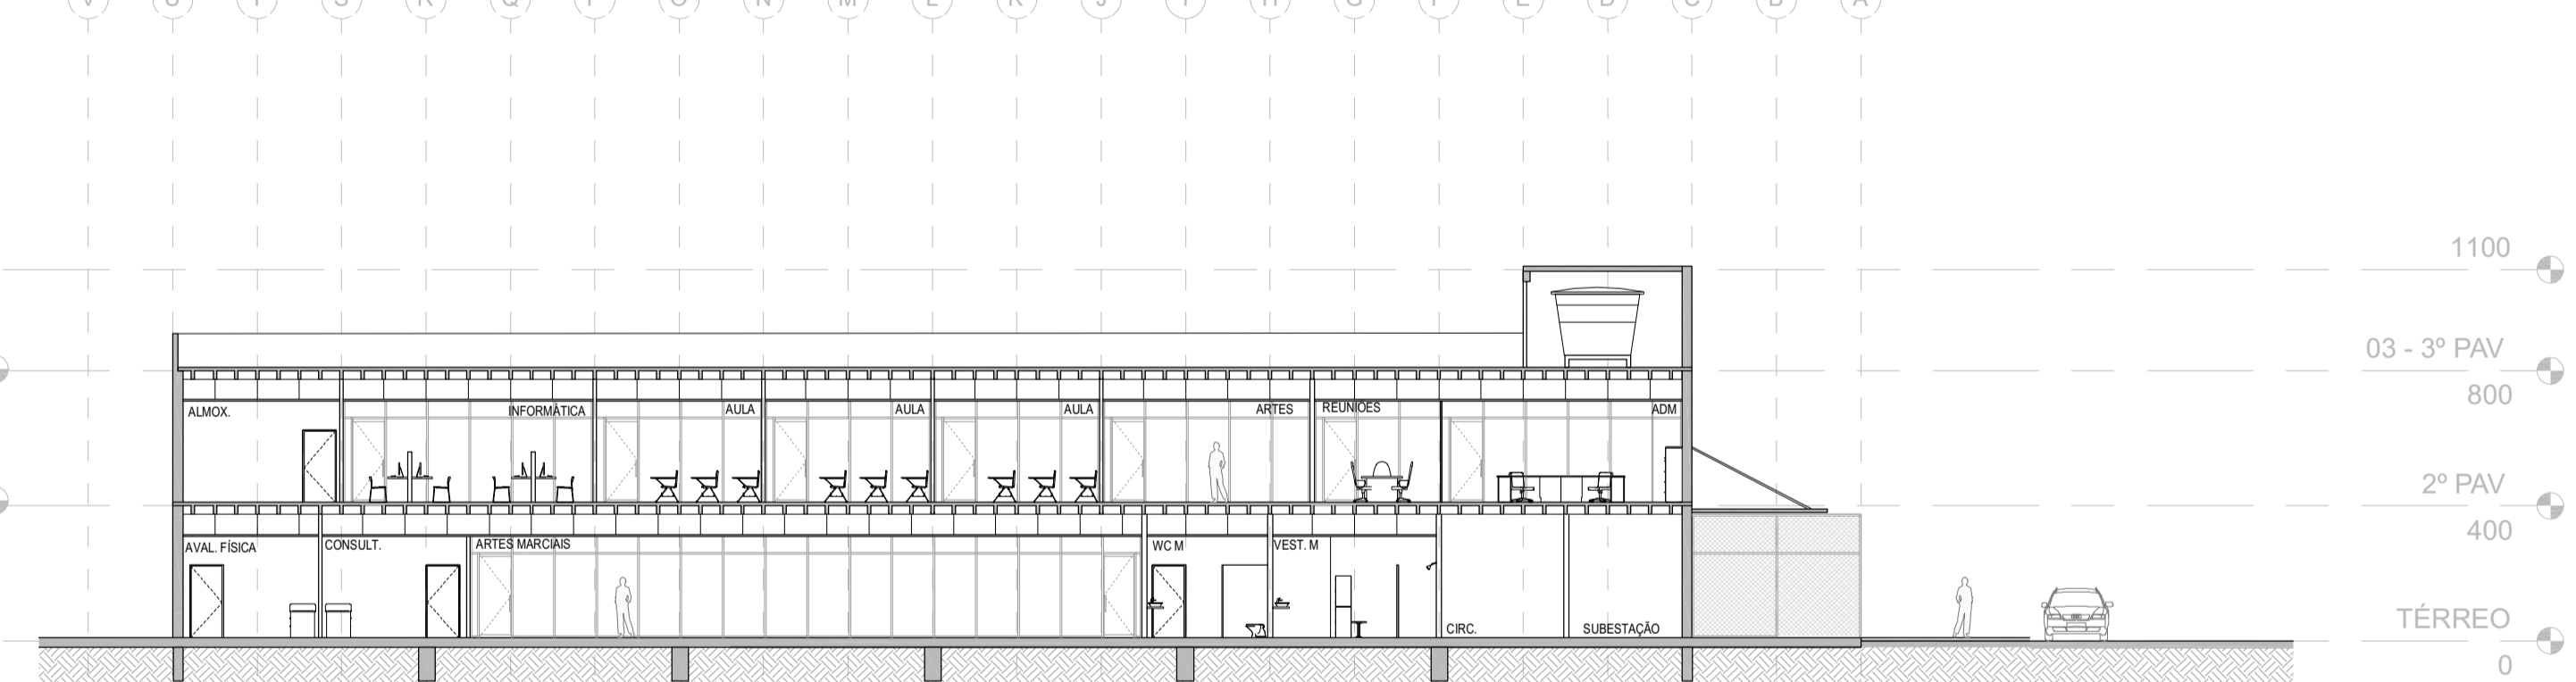 V U T S R Q P O N M L K J I H G F E D C B A
1100
03 - 3º PAV
800
ALMOX. INFORMÁTICA AULA AULA AULA ARTES REUNIÕES ADM
2º PAV
400
AVAL. FÍSICA CONSULT. ARTES MARCIAIS WC M VEST. M
CIRC. SUBESTAÇÃO
TÉRREO
0